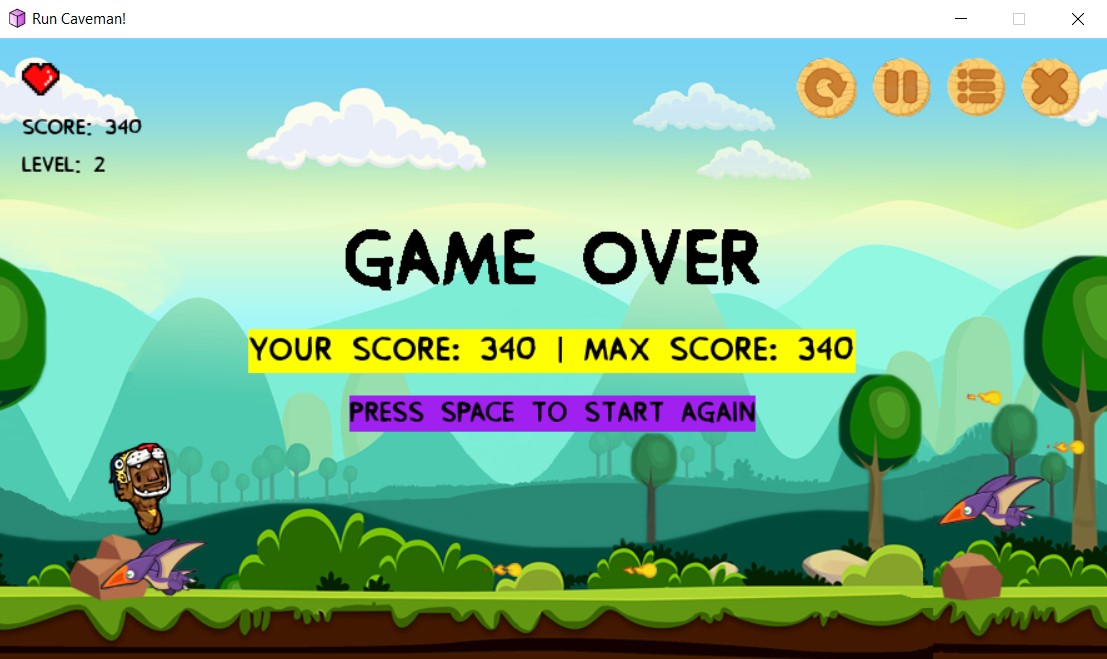 Run Caveman!
SCORE: 340
LEVEL: 2
GAME OVER
YOUR SCORE: 340 | MAX SCORE: 340
PRESS SPACE TO START AGAIN